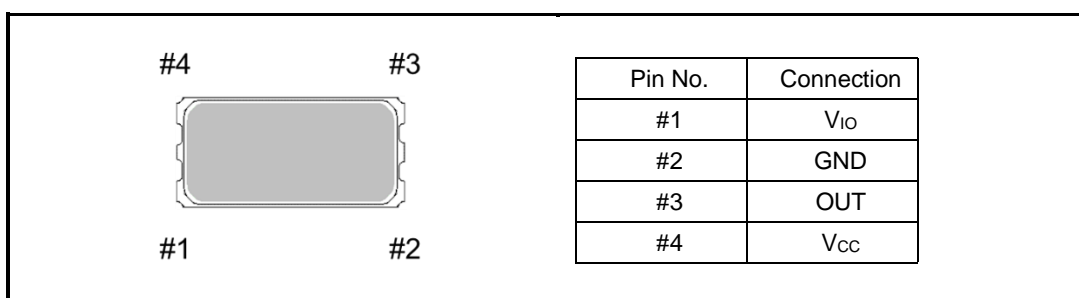 #4 #3
#1 #2
Pin No. Connection
#1 VIO
#2 GND
#3 OUT
#4 VCC